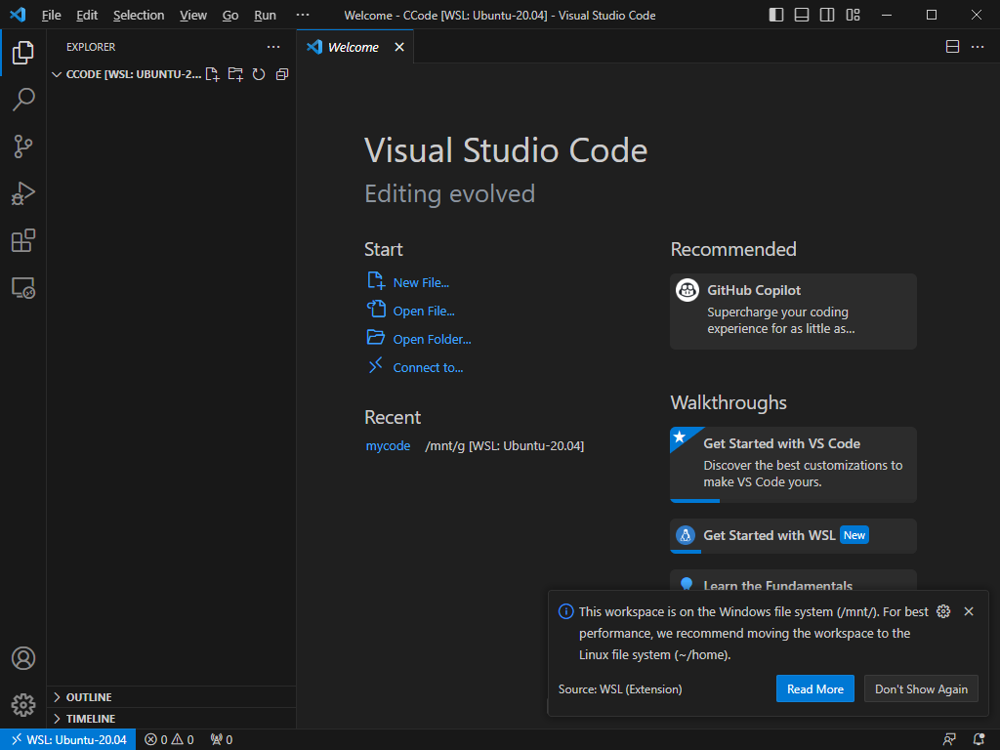 File Edit Selection View Go Run ··· Welcome - CCode [WSL: Ubuntu-20.04] - Visual Studio Code
EXPLORER
Welcome
CCODE [WSL: UBUNTU-2...
Visual Studio Code
Editing evolved
Start
New File...
Open File...
Open Folder...
Connect to...
Recent
mycode /mnt/g [WSL: Ubuntu-20.04]
Recommended
GitHub Copilot
Supercharge your coding
experience for as little as...
Walkthroughs
Get Started with VS Code
Discover the best customizations to
make VS Code yours.
Get Started with WSL New
Learn the Fundamentals
This workspace is on the Windows file system (/mnt/). For best
performance, we recommend moving the workspace to the
Linux file system (~/home).
Source: WSL (Extension) Read More Don't Show Again
OUTLINE
TIMELINE
WSL: Ubuntu-20.04 0 0 0